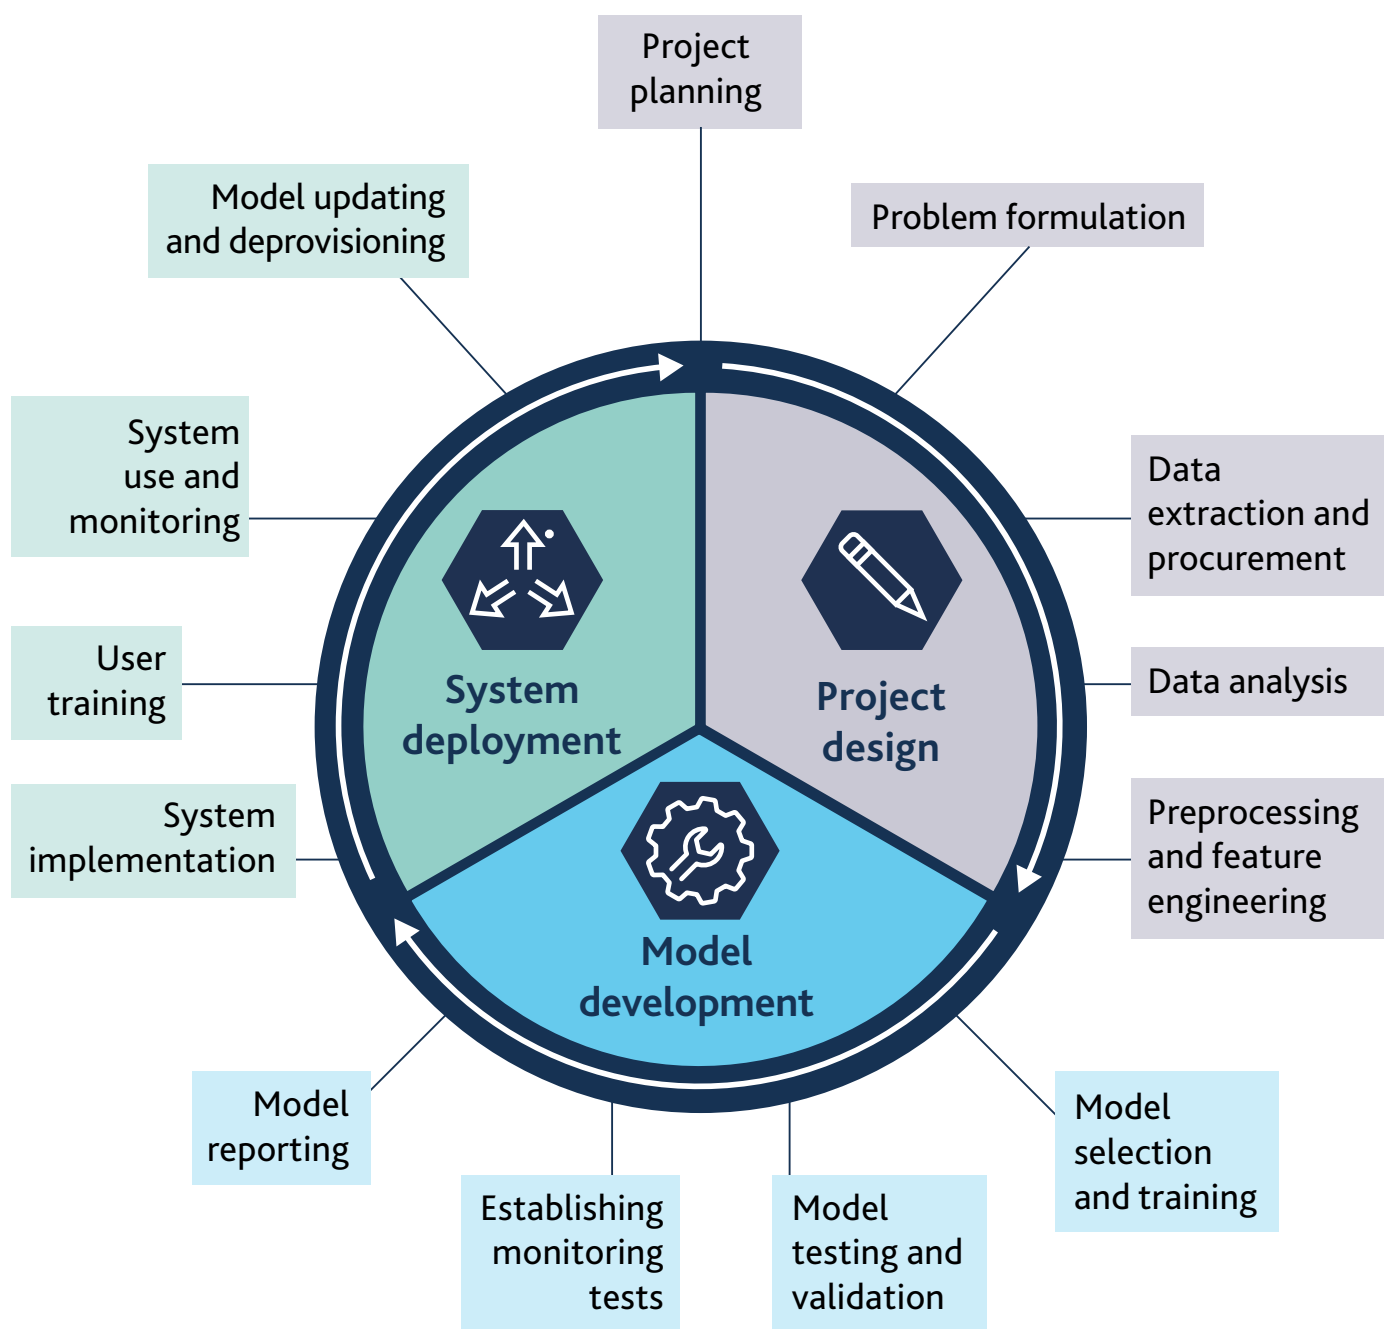 Project
planning
Problem formulation
Data
extraction and
procurement
Data analysis
Preprocessing
and feature
engineering
Model
selection
and training
Model
testing and
validation
Establishing
monitoring
tests
Model
reporting
System
implementation
User
training
System
use and
monitoring
Model updating
and deprovisioning
Project
design
Model
development
System
deployment